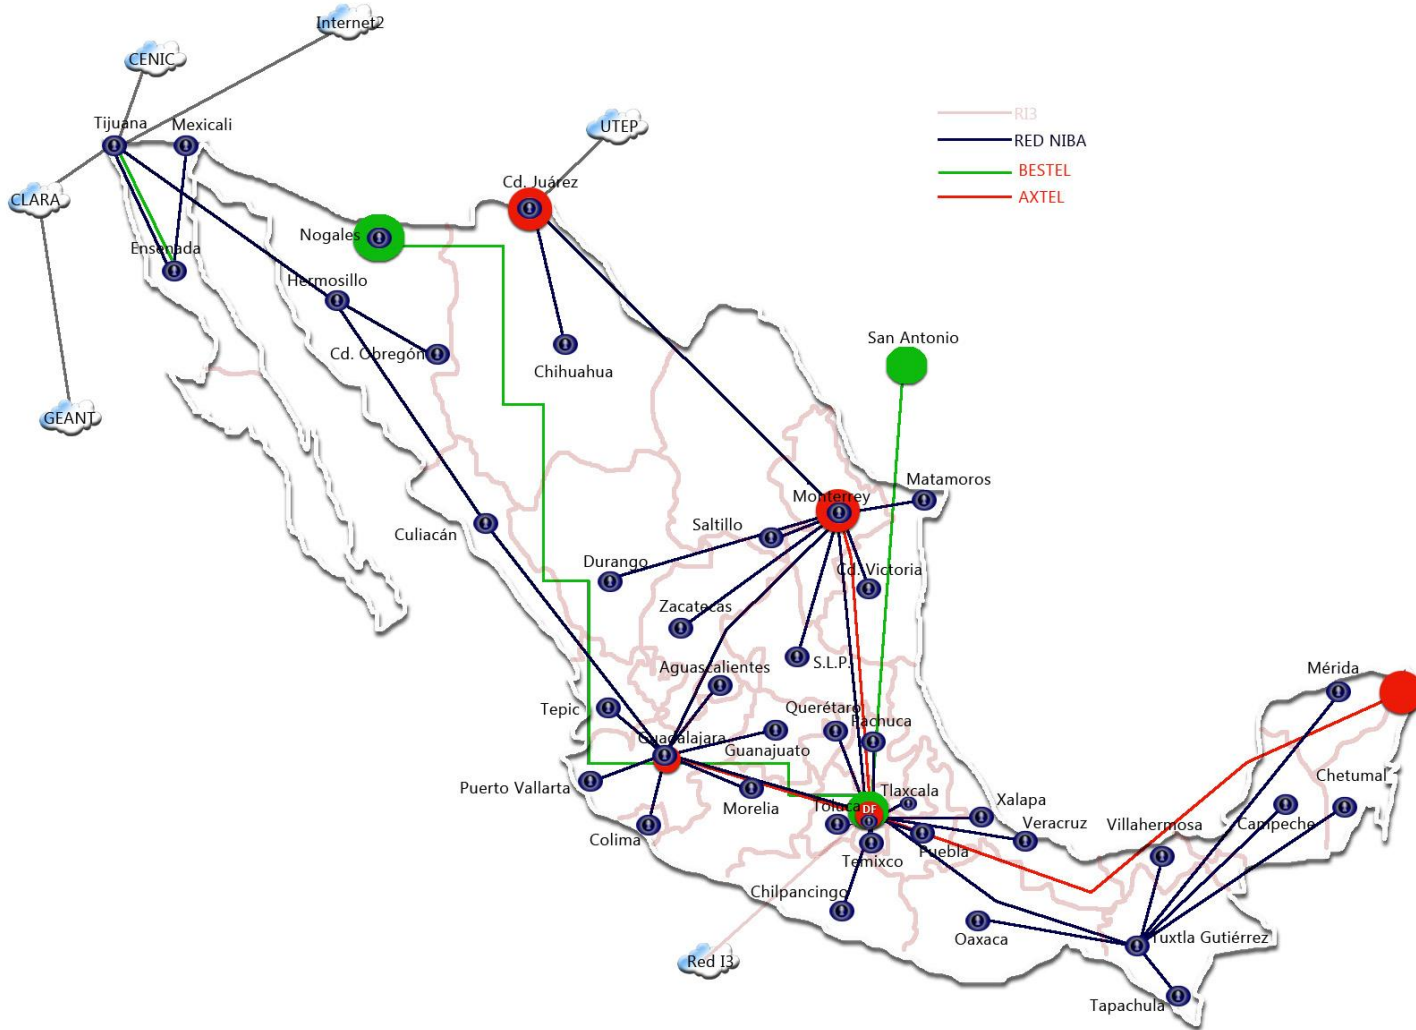 Internet2
CENIC
UTEP
RI3
RED NIBA
BESTEL
AXTEL
Tijuana
Mexicali
CLARA
Cd. Juárez
Nogales
Ensenada
Hermosillo
Cd. Obregón
Chihuahua
San Antonio
GEANT
Matamoros
Monterrey
Saltillo
Culiacán
Durango
Cd. Victoria
Zacatecas
Aguascalientes
S.L.P.
Mérida
Tepic
Querétaro
Pachuca
Guadalajara
Guanajuato
Puerto Vallarta
Morelia
Tlaxcala
Chetumal
Toluca
DF
Xalapa
Colima
Veracruz
Villahermosa
Campeche
Temixco
Puebla
Chilpancingo
Oaxaca
Tuxtla Gutiérrez
Red I3
Tapachula